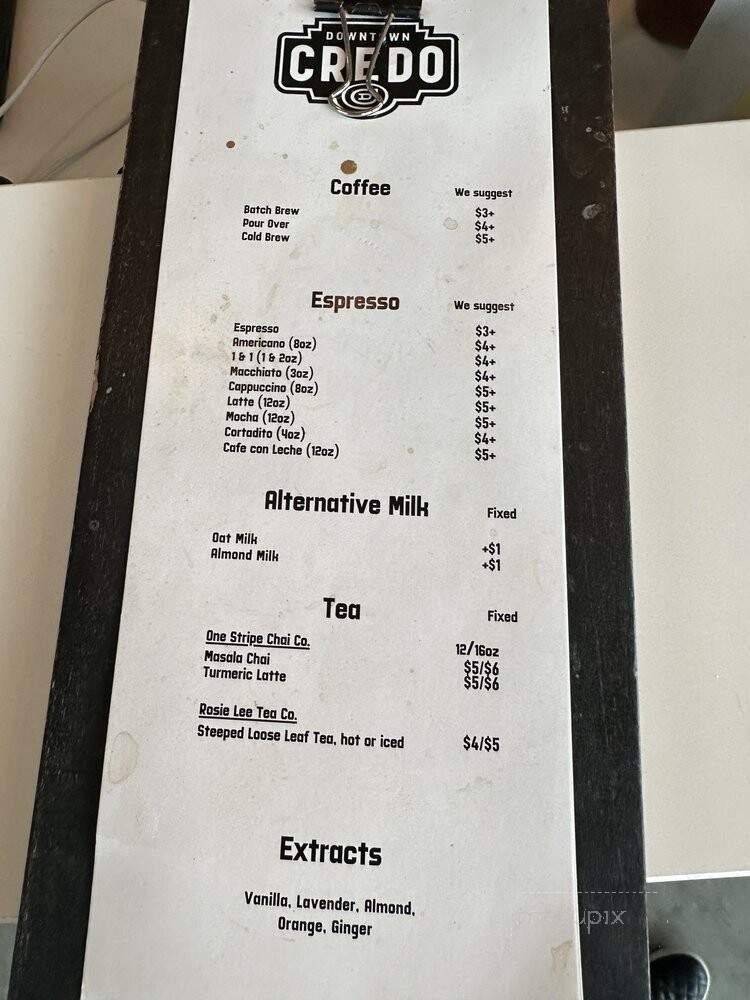 DOWNTOWN
CREDO
Coffee We suggest
Batch Brew $3+
Pour Over $4+
Cold Brew $5+
Espresso We suggest
Espresso $3+
Americano (8oz) $4+
1 & 1 (1 & 2oz) $4+
Macchiato (3oz) $4+
Cappuccino (8oz) $5+
Latte (12oz) $5+
Mocha (12oz) $5+
Cortadito (4oz) $4+
Cafe con Leche (12oz) $5+
Alternative Milk Fixed
Oat Milk +$1
Almond Milk +$1
Tea Fixed
One Stripe Chai Co. 12/16oz
Masala Chai $5/$6
Turmeric Latte $5/$6
Rosie Lee Tea Co.
Steeped Loose Leaf Tea, hot or iced $4/$5
Extracts
Vanilla, Lavender, Almond,
Orange, Ginger